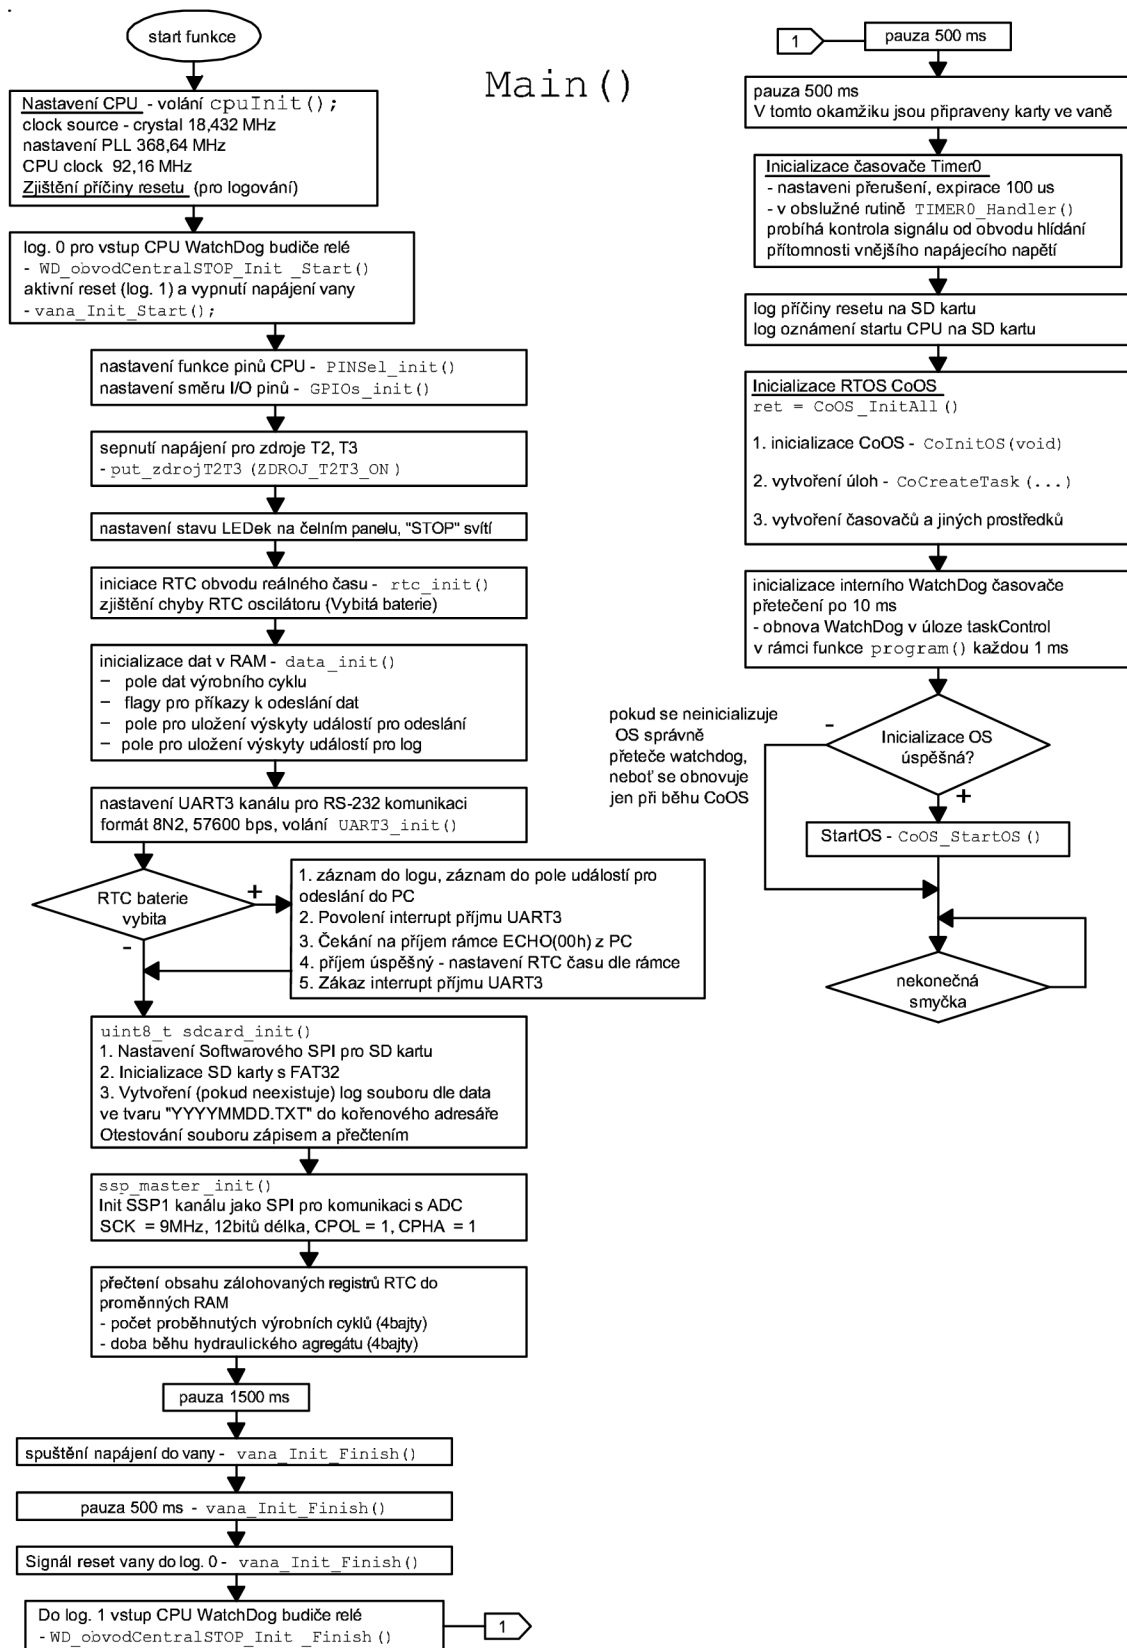 start funkce
Main()
Nastavení CPU - volání cpuInit();
clock source - crystal 18,432 MHz
nastavení PLL 368,64 MHz
CPU clock 92,16 MHz
Zjištění příčiny resetu (pro logování)
log. 0 pro vstup CPU WatchDog budiče relé
- WD_obvodCentralSTOP_Init _Start()
aktivní reset (log. 1) a vypnutí napájení vany
- vana_Init_Start();
nastavení funkce pinů CPU - PINSel_init()
nastavení směru I/O pinů - GPIOs_init()
sepnutí napájení pro zdroje T2, T3
- put_zdrojT2T3(ZDROJ_T2T3_ON)
nastavení stavu LEDek na čelním panelu, "STOP" svítí
iniciace RTC obvodu reálného času - rtc_init()
zjištění chyby RTC oscilátoru (Vybitá baterie)
inicializace dat v RAM - data_init()
– pole dat výrobního cyklu
– flagy pro příkazy k odeslání dat
– pole pro uložení výskyty událostí pro odeslání
– pole pro uložení výskyty událostí pro log
nastavení UART3 kanálu pro RS-232 komunikaci
formát 8N2, 57600 bps, volání UART3_init()
RTC baterie
vybita
+
-
1. záznam do logu, záznam do pole událostí pro
odeslání do PC
2. Povolení interrupt příjmu UART3
3. Čekání na příjem rámce ECHO(00h) z PC
4. příjem úspěšný - nastavení RTC času dle rámce
5. Zákaz interrupt příjmu UART3
uint8_t sdcard_init()
1. Nastavení Softwarového SPI pro SD kartu
2. Inicializace SD karty s FAT32
3. Vytvoření (pokud neexistuje) log souboru dle data
ve tvaru "YYYYMMDD.TXT" do kořenového adresáře
Otestování souboru zápisem a přečtením
ssp_master_init()
Init SSP1 kanálu jako SPI pro komunikaci s ADC
SCK = 9MHz, 12bitů délka, CPOL = 1, CPHA = 1
přečtení obsahu zálohovaných registrů RTC do
proměnných RAM
- počet proběhnutých výrobních cyklů (4bajty)
- doba běhu hydraulického agregátu (4bajty)
pauza 1500 ms
spuštění napájení do vany - vana_Init_Finish()
pauza 500 ms - vana_Init_Finish()
Signál reset vany do log. 0 - vana_Init_Finish()
Do log. 1 vstup CPU WatchDog budiče relé
- WD_obvodCentralSTOP_Init _Finish()
1
1
pauza 500 ms
pauza 500 ms
V tomto okamžiku jsou připraveny karty ve vaně
Inicializace časovače Timer0
- nastaveni přerušení, expirace 100 us
- v obslužné rutině TIMER0_Handler()
probíhá kontrola signálu od obvodu hlídání
přítomnosti vnějšího napájecího napětí
log příčiny resetu na SD kartu
log oznámení startu CPU na SD kartu
Inicializace RTOS CoOS
ret = CoOS_InitAll()
1. inicializace CoOS - CoInitOS(void)
2. vytvoření úloh - CoCreateTask(...)
3. vytvoření časovačů a jiných prostředků
inicializace interního WatchDog časovače
přetečení po 10 ms
- obnova WatchDog v úloze taskControl
v rámci funkce program() každou 1 ms
pokud se neinicializuje
OS správně
přeteče watchdog,
neboť se obnovuje
jen při běhu CoOS
-
Inicializace OS
úspěšná?
+
StartOS - CoOS_StartOS()
nekonečná
smyčka